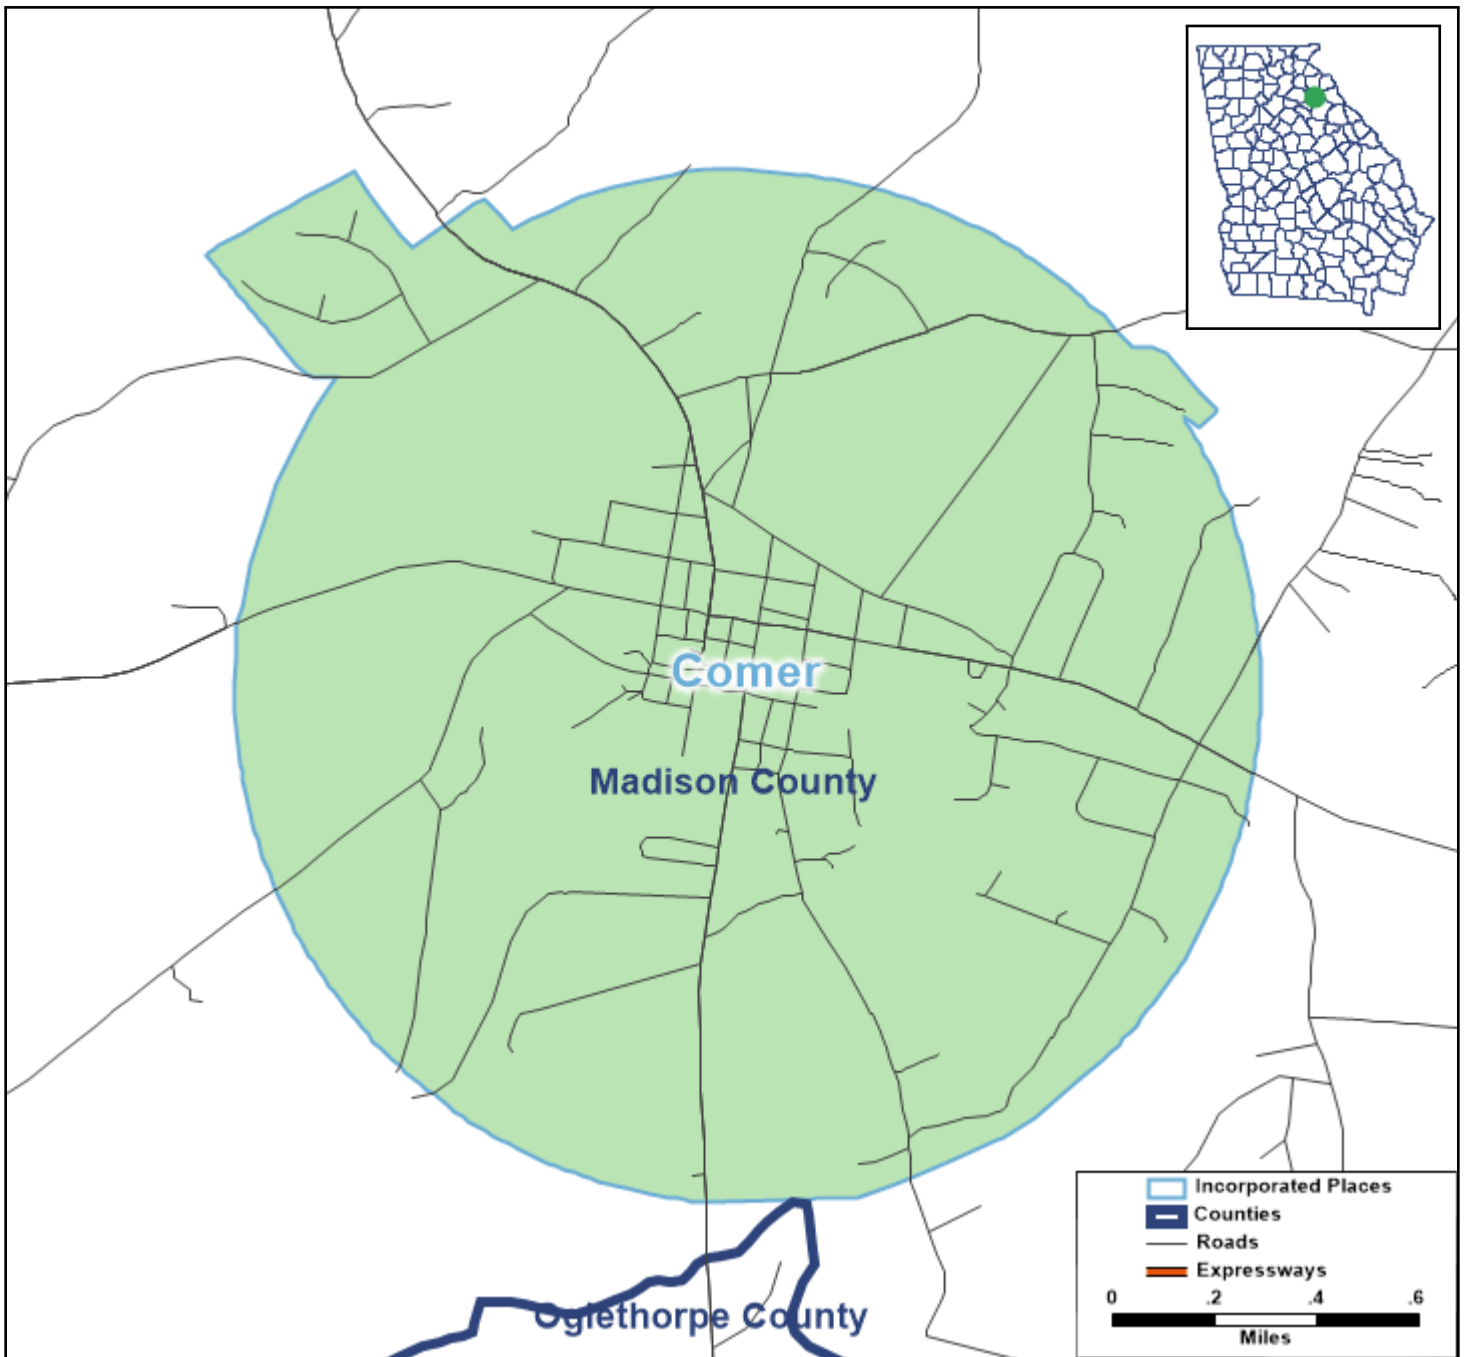 Comer
Madison County
Oglethorpe County
Incorporated Places
Counties
Roads
Expressways
0 .2 .4 .6
Miles